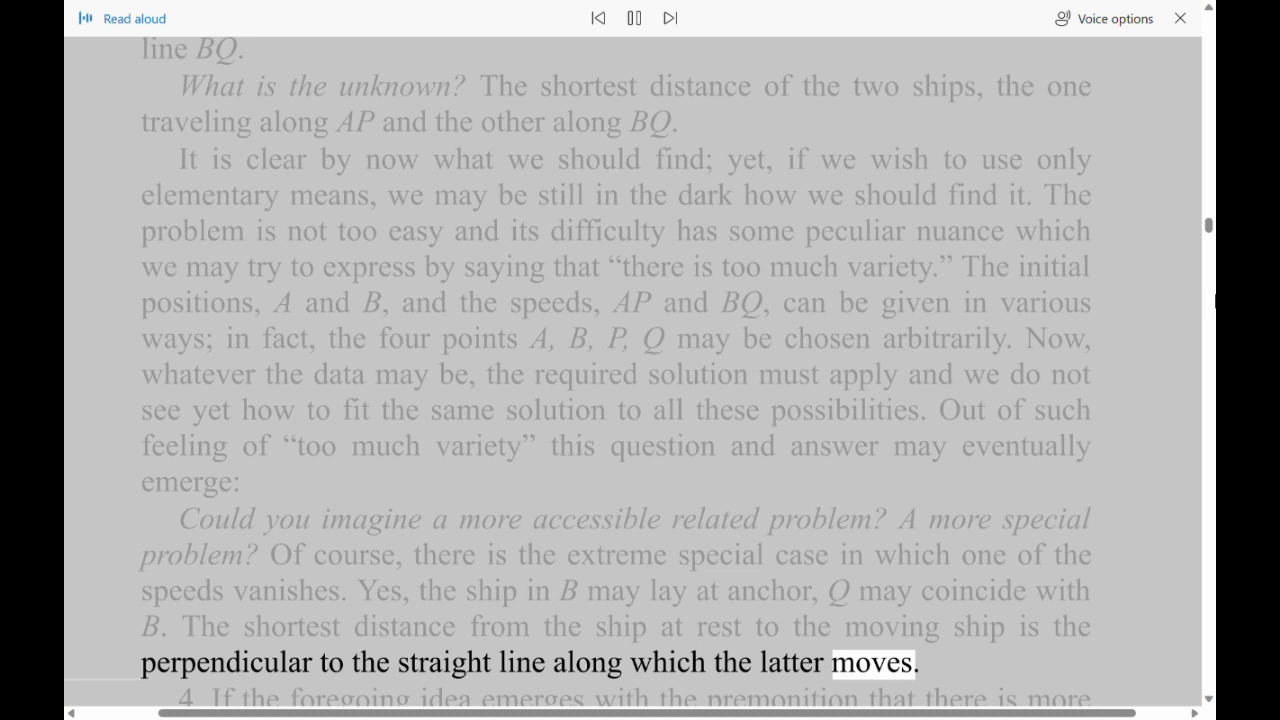 Read aloud
Voice options
line BQ.
What is the unknown? The shortest distance of the two ships, the one
traveling along AP and the other along BQ.
It is clear by now what we should find; yet, if we wish to use only
elementary means, we may be still in the dark how we should find it. The
problem is not too easy and its difficulty has some peculiar nuance which
we may try to express by saying that “there is too much variety.” The initial
positions, A and B, and the speeds, AP and BQ, can be given in various
ways; in fact, the four points A, B, P, Q may be chosen arbitrarily. Now,
whatever the data may be, the required solution must apply and we do not
see yet how to fit the same solution to all these possibilities. Out of such
feeling of “too much variety” this question and answer may eventually
emerge:
Could you imagine a more accessible related problem? A more special
problem? Of course, there is the extreme special case in which one of the
speeds vanishes. Yes, the ship in B may lay at anchor, Q may coincide with
B. The shortest distance from the ship at rest to the moving ship is the
perpendicular to the straight line along which the latter moves.
4. If the foregoing idea emerges with the premonition that there is more